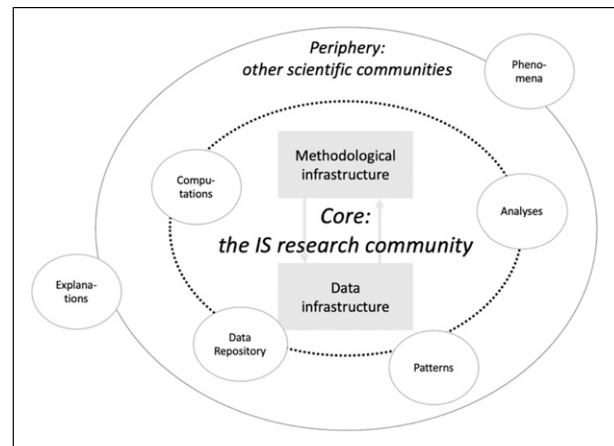 Periphery:
other scientific communities
Pheno-
mena
Methodological
infrastructure
Compu-
tations
Analyses
Core:
the IS research community
Explana-
tions
Data
infrastructure
Data
Repository
Patterns